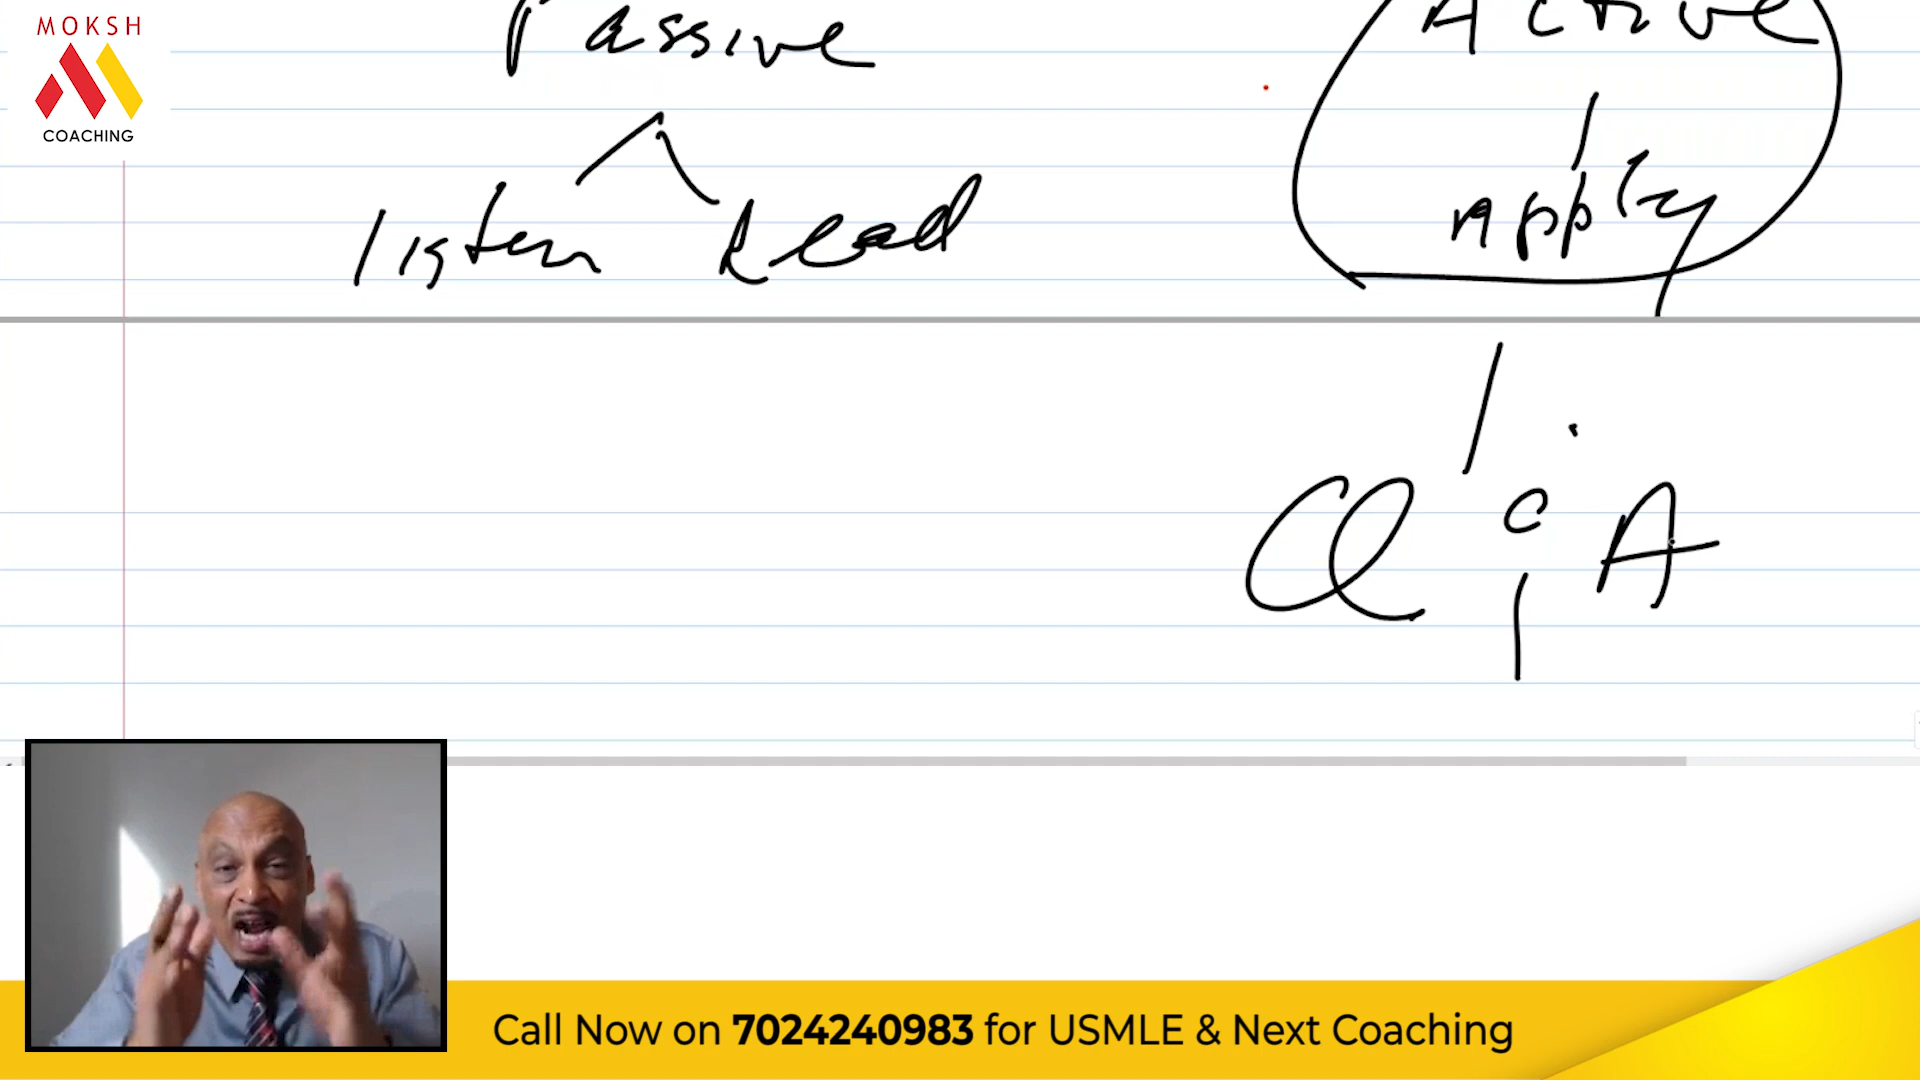 MOKSH
COACHING
Passive
Active
listen Read
Apply
Q A
Call Now on 7024240983 for USMLE & Next Coaching